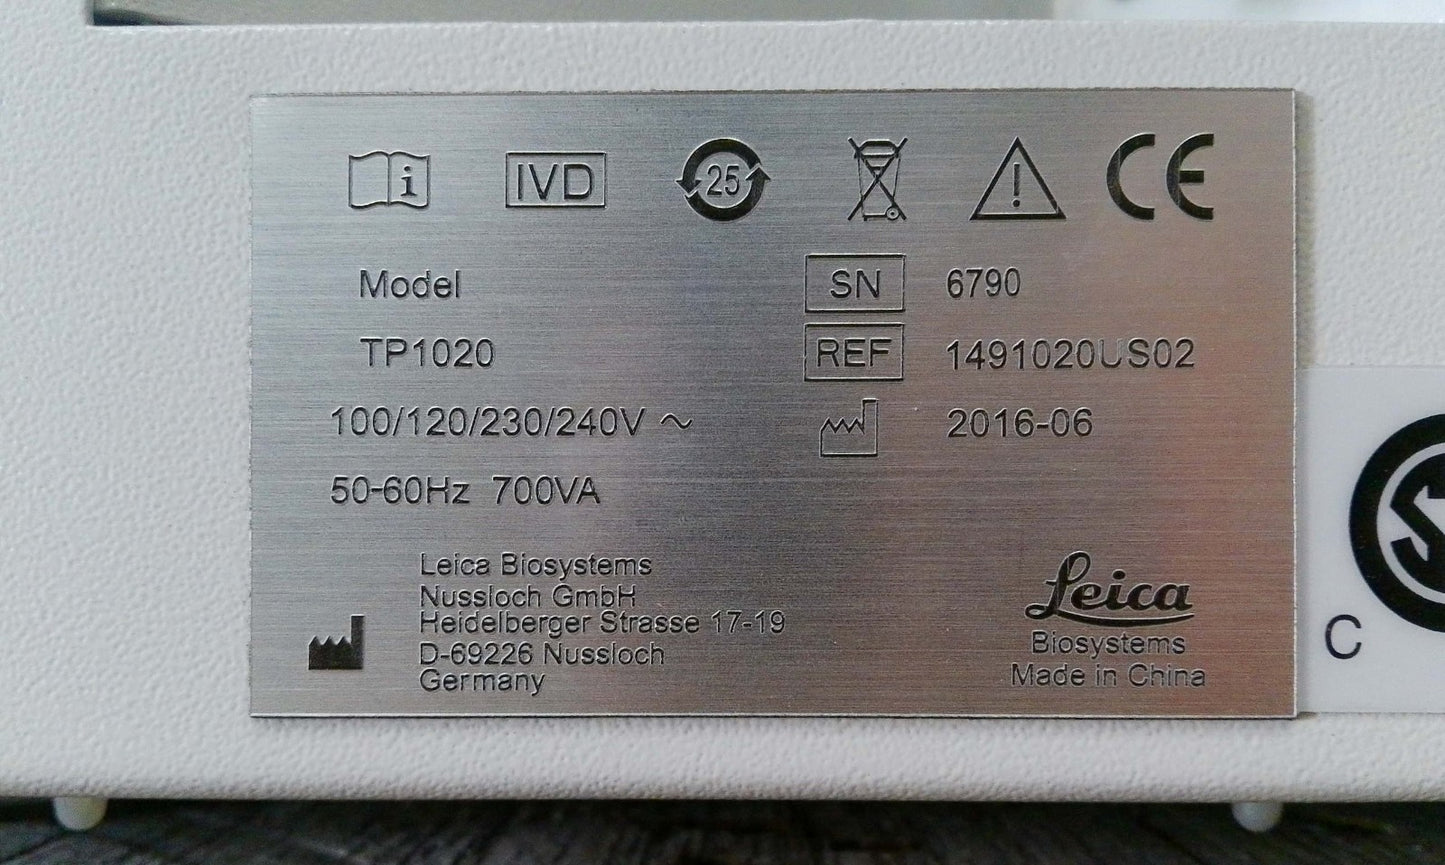 i IVD 25 ! CE
Model SN 6790
TP1020 REF 1491020US02
100/120/230/240V ~ 2016-06
50-60Hz 700VA
Leica Biosystems
Nussloch GmbH
Heidelberger Strasse 17-19
D-69226 Nussloch
Germany
Leica
Biosystems
Made in China
C